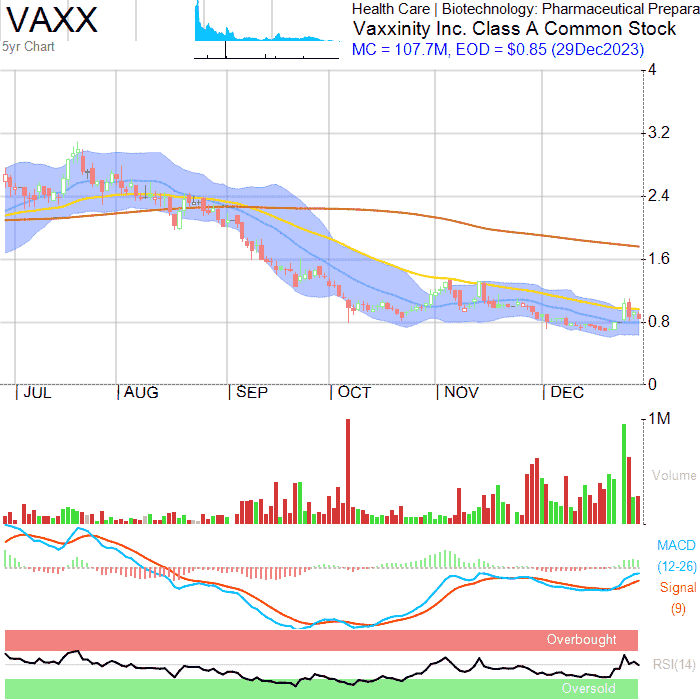 VAXX
5yr Chart
Health Care | Biotechnology: Pharmaceutical Prepara
Vaxxinity Inc. Class A Common Stock
MC = 107.7M, EOD = $0.85 (29Dec2023)
4
3.2
2.4
1.6
0.8
0
JUL AUG SEP OCT NOV DEC
1M
Volume
MACD
(12-26)
Signal
(9)
Overbought
RSI(14)
Oversold